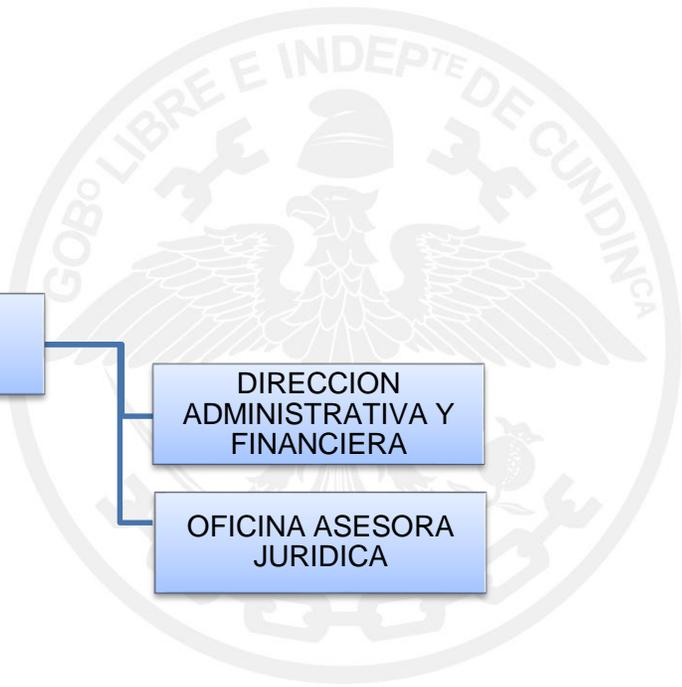 GOBº LIBRE E INDEPTE DE CUNDINCA
DIRECCION
ADMINISTRATIVA Y
FINANCIERA
OFICINA ASESORA
JURIDICA